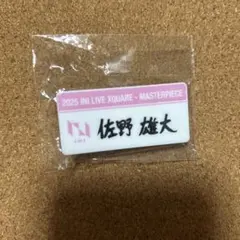 2025 INI LIVE SQUARE - MASTERPIECE
佐野 雄大
INI